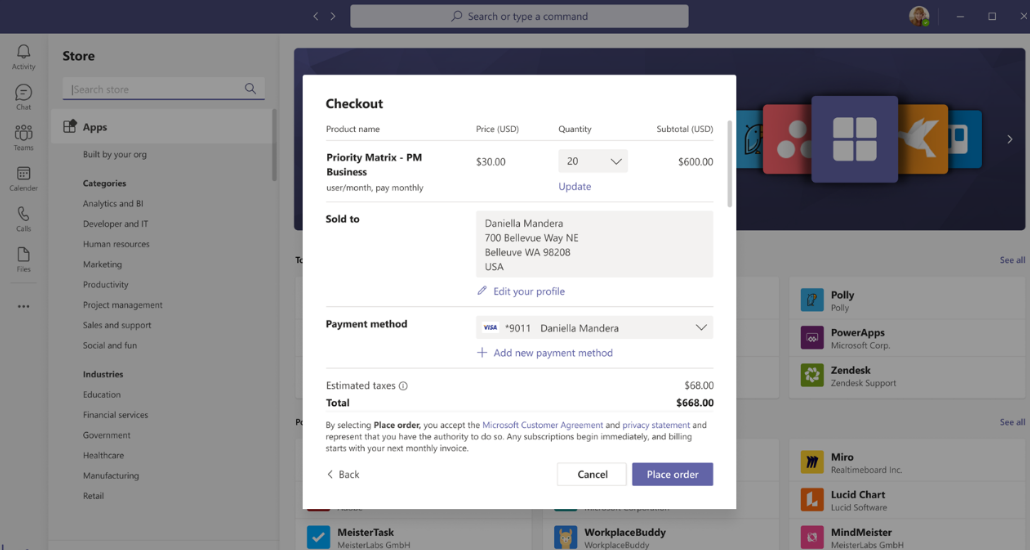 Search or type a command
Activity
Chat
Teams
Calender
Calls
Files
Store
Search store
Apps
Built by your org
Categories
Analytics and BI
Developer and IT
Human resources
Marketing
Productivity
Project management
Sales and support
Social and fun
Industries
Education
Financial services
Government
Healthcare
Manufacturing
Retail
Checkout
Product name Price (USD) Quantity Subtotal (USD)
Priority Matrix - PM
Business
user/month, pay monthly
$30.00
20
Update
$600.00
Sold to
Daniella Mandera
700 Bellevue Way NE
Belleuve WA 98208
USA
Edit your profile
Payment method
VISA *9011 Daniella Mandera
Add new payment method
Estimated taxes $68.00
Total $668.00
By selecting Place order, you accept the Microsoft Customer Agreement and privacy statement and
represent that you have the authority to do so. Any subscriptions begin immediately, and billing
starts with your next monthly invoice.
Back
Cancel
Place order
See all
Polly
Polly
PowerApps
Microsoft Corp.
Zendesk
Zendesk Support
See all
Miro
Realtimeboard Inc.
Lucid Chart
Lucid Software
MeisterTask
MeisterLabs GmbH
WorkplaceBuddy
WorkplaceBuddy
MindMeister
MeisterLabs GmbH